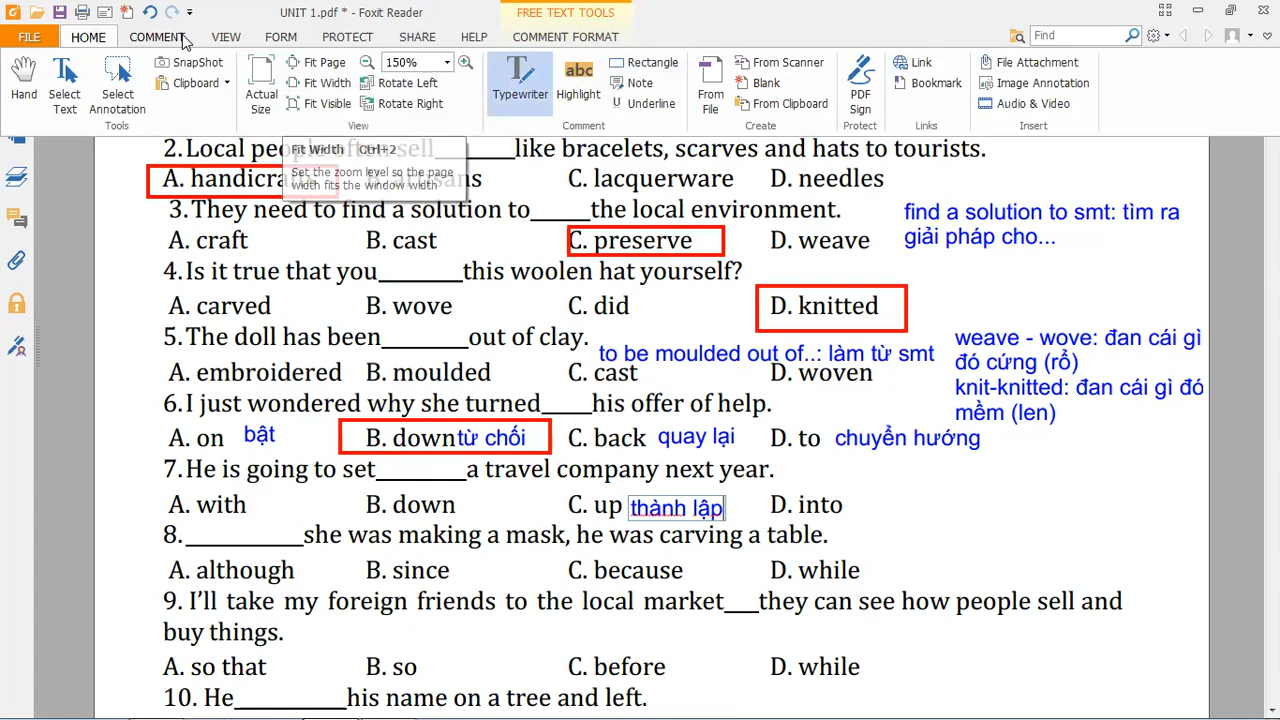 UNIT 1.pdf * - Foxit Reader
FREE TEXT TOOLS
FILE HOME COMMENT VIEW FORM PROTECT SHARE HELP COMMENT FORMAT Find
Hand
Select Text
Select Annotation
SnapShot
Clipboard
Tools
Actual Size
Fit Page
Fit Width
Fit Visible
150%
Rotate Left
Rotate Right
View
Typewriter
Highlight
Rectangle
Note
Underline
Comment
From File
From Scanner
Blank
From Clipboard
Create
PDF Sign
Protect
Link
Bookmark
Links
File Attachment
Image Annotation
Audio & Video
Insert
Fit Width Ctrl+2
Set the zoom level so the page
width fits the window width
2. Local people often sell______like bracelets, scarves and hats to tourists.
A. C. lacquerware D. needles
3. They need to find a solution to_____the local environment.
find a solution to smt: tìm ra
giải pháp cho...
A. craft B. cast C. preserve D. weave
4. Is it true that you_______this woolen hat yourself?
A. carved B. wove C. did D. knitted
5. The doll has been_______out of clay.
to be moulded out of..: làm từ smt
weave - wove: đan cái gì
đó cứng (rổ)
knit-knitted: đan cái gì đó
mềm (len)
A. embroidered B. moulded C. cast D. woven
6. I just wondered why she turned____his offer of help.
A. on bật B. down từ chối C. back quay lại D. to chuyển hướng
7. He is going to set_______a travel company next year.
A. with B. down C. up thành lập D. into
8. __________she was making a mask, he was carving a table.
A. although B. since C. because D. while
9. I’ll take my foreign friends to the local market___they can see how people sell and
buy things.
A. so that B. so C. before D. while
10. He_________his name on a tree and left.